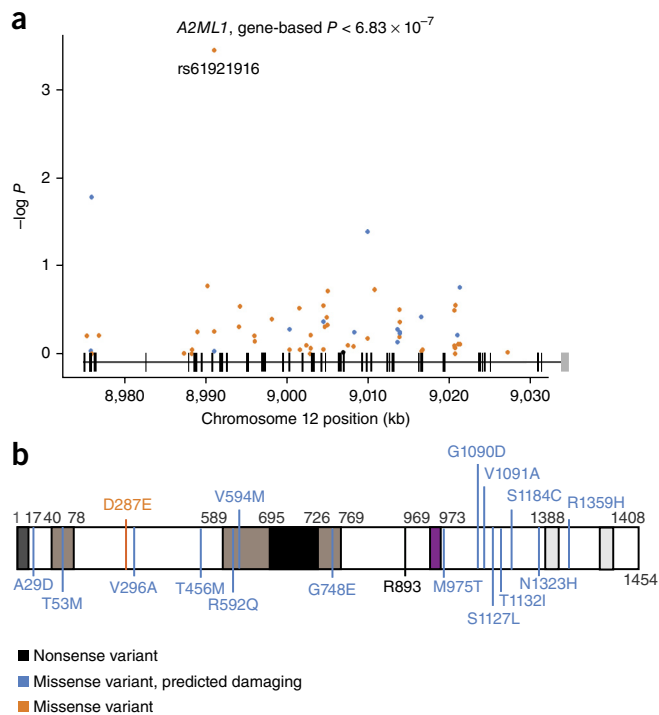 a
A2ML1, gene-based P < 6.83 × 10⁻⁷
rs61921916
3
2
1
0
–log P
8,980 8,990 9,000 9,010 9,020 9,030
Chromosome 12 position (kb)
b
G1090D
V1091A
D287E V594M S1184C R1359H
1 1740 78 589 695 726 769 969 973 1388 1408
A29D T53M V296A T456M R592Q G748E R893 M975T S1127L T1132I N1323H 1454
Nonsense variant
Missense variant, predicted damaging
Missense variant